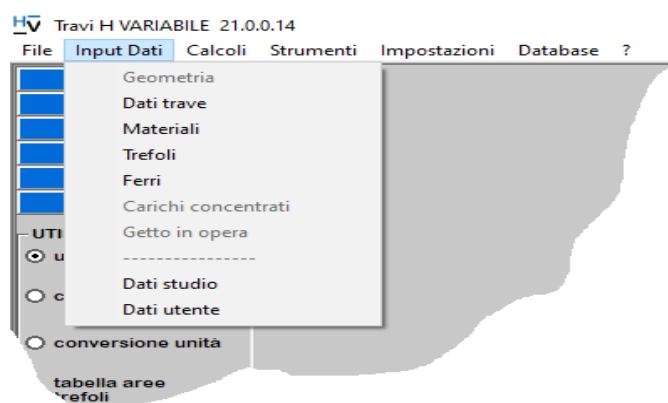 HV Travi H VARIABILE 21.0.0.14
File Input Dati Calcoli Strumenti Impostazioni Database ?
Geometria
Dati trave
Materiali
Trefoli
Ferri
Carichi concentrati
Getto in opera
UTI
u
----------------
Dati studio
c
Dati utente
conversione unità
tabella aree
trefoli